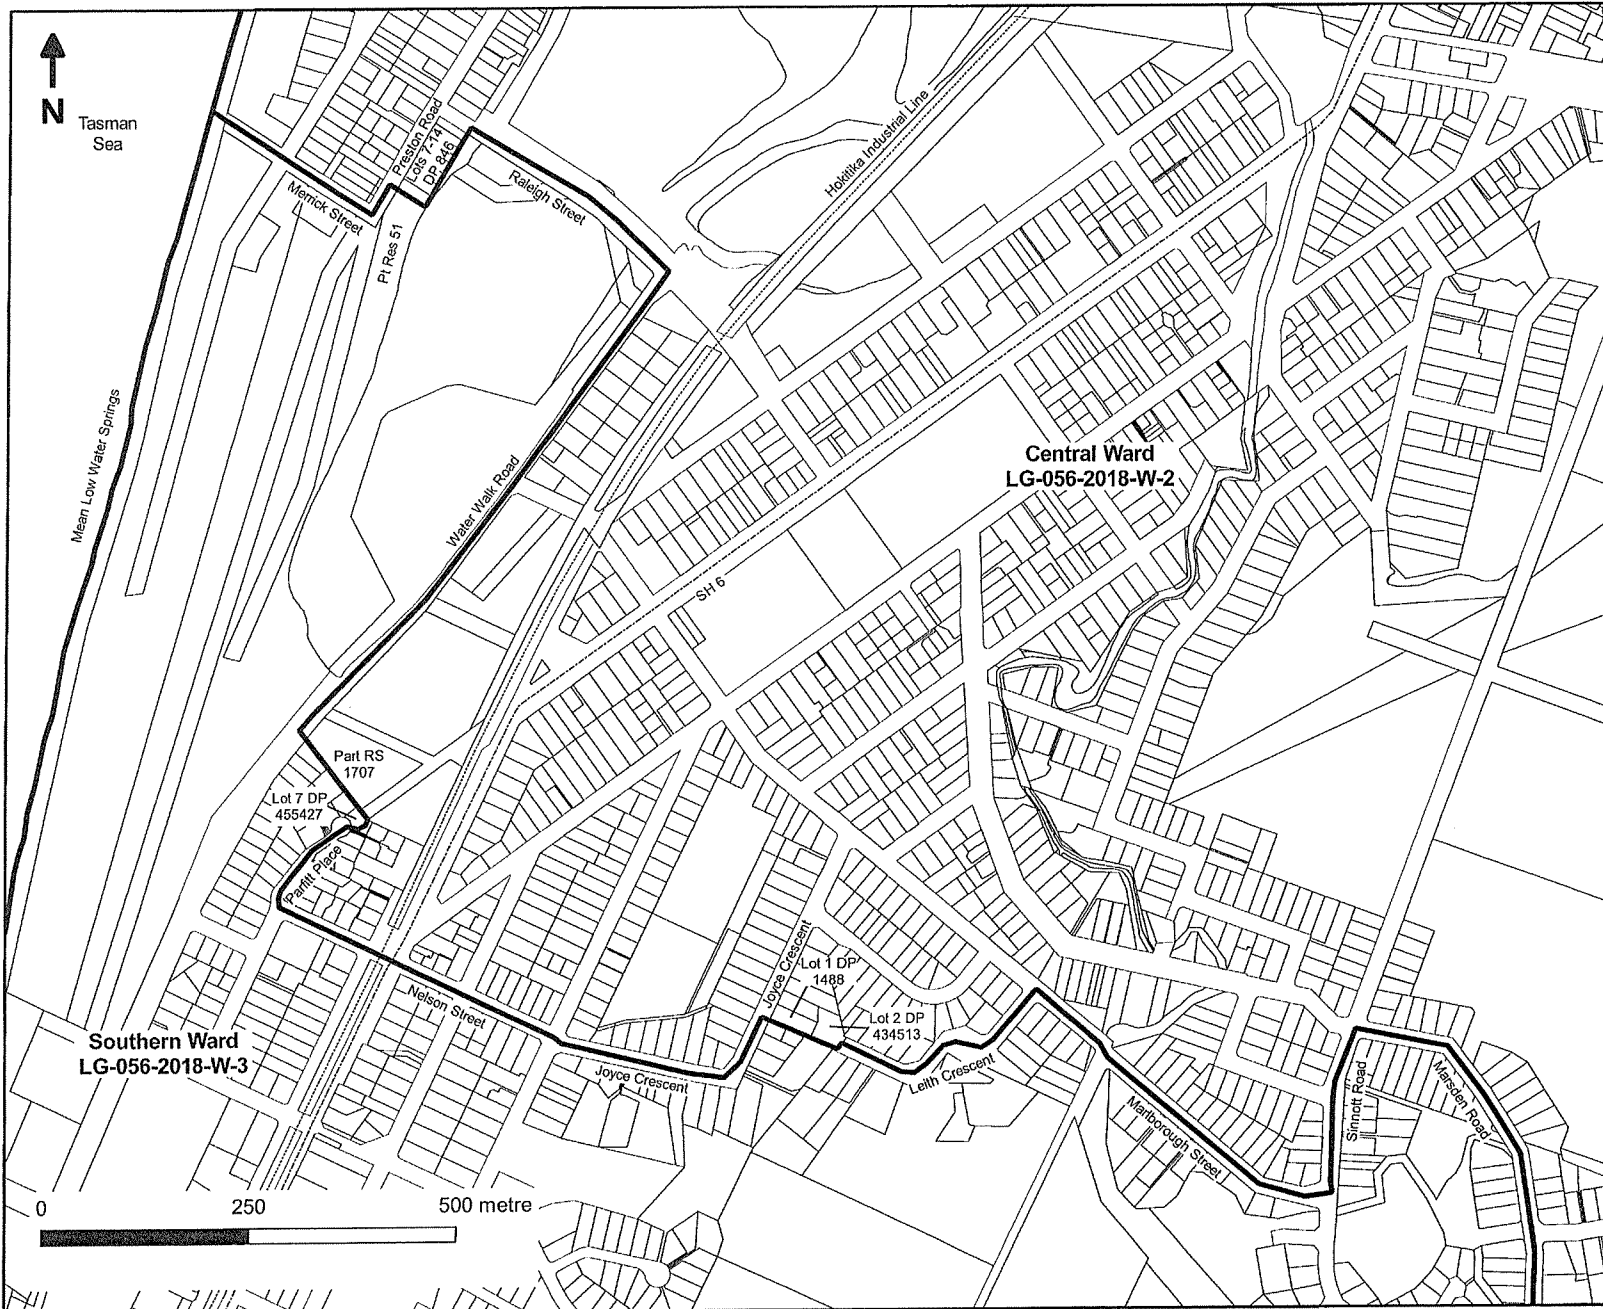 N
Tasman
Sea
Preston Road
Lots 7-14
DP 846
Merrick Street
Pt Res 51
Raleigh Street
Hokitika Industrial Line
Mean Low Water Springs
Water Walk Road
Central Ward
LG-056-2018-W-2
SH 6
Part RS
1707
Lot 7 DP
455427
Parfitt Place
Joyce Crescent
Lot 1 DP
1488
Lot 2 DP
434513
Nelson Street
Southern Ward
LG-056-2018-W-3
Joyce Crescent
Leith Crescent
Marlborough Street
Sinnott Road
Marsden Road
0 250 500 metre